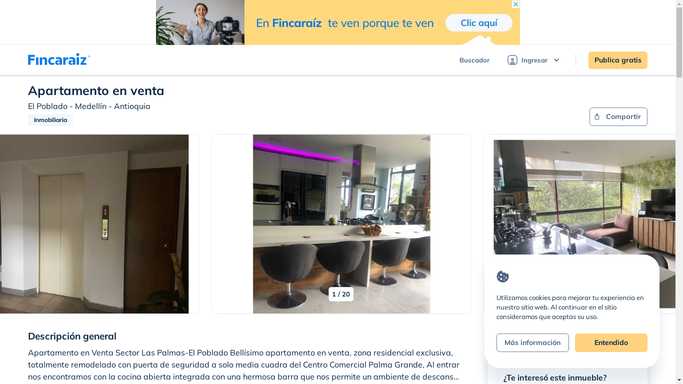 En Fincaraíz te ven porque te ven
Clic aquí
Fincaraiz
Buscador
Ingresar
Publica gratis
Apartamento en venta
El Poblado - Medellín - Antioquia
Inmobiliaria
Compartir
1 / 20
Utilizamos cookies para mejorar tu experiencia en
nuestro sitio web. Al continuar en el sitio
consideramos que aceptas su uso.
Más información
Entendido
Descripción general
Apartamento en Venta Sector Las Palmas-El Poblado Bellísimo apartamento en venta, zona residencial exclusiva,
totalmente remodelado con puerta de seguridad a solo media cuadra del Centro Comercial Palma Grande, Al entrar
nos encontramos con la cocina abierta integrada con una hermosa barra que nos permite un ambiente de descans...
¿Te interesó este inmueble?